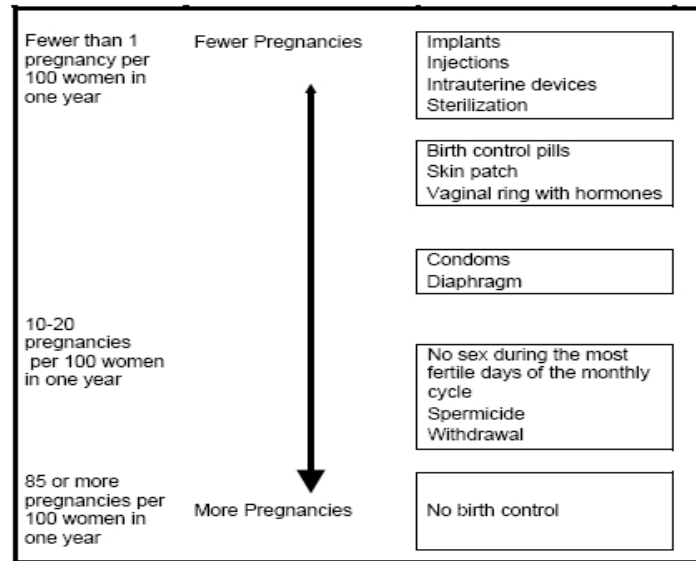 Fewer than 1
pregnancy per
100 women in
one year
Fewer Pregnancies
Implants
Injections
Intrauterine devices
Sterilization
Birth control pills
Skin patch
Vaginal ring with hormones
Condoms
Diaphragm
10-20
pregnancies
per 100 women
in one year
No sex during the most
fertile days of the monthly
cycle
Spermicide
Withdrawal
85 or more
pregnancies per
100 women in
one year
More Pregnancies
No birth control